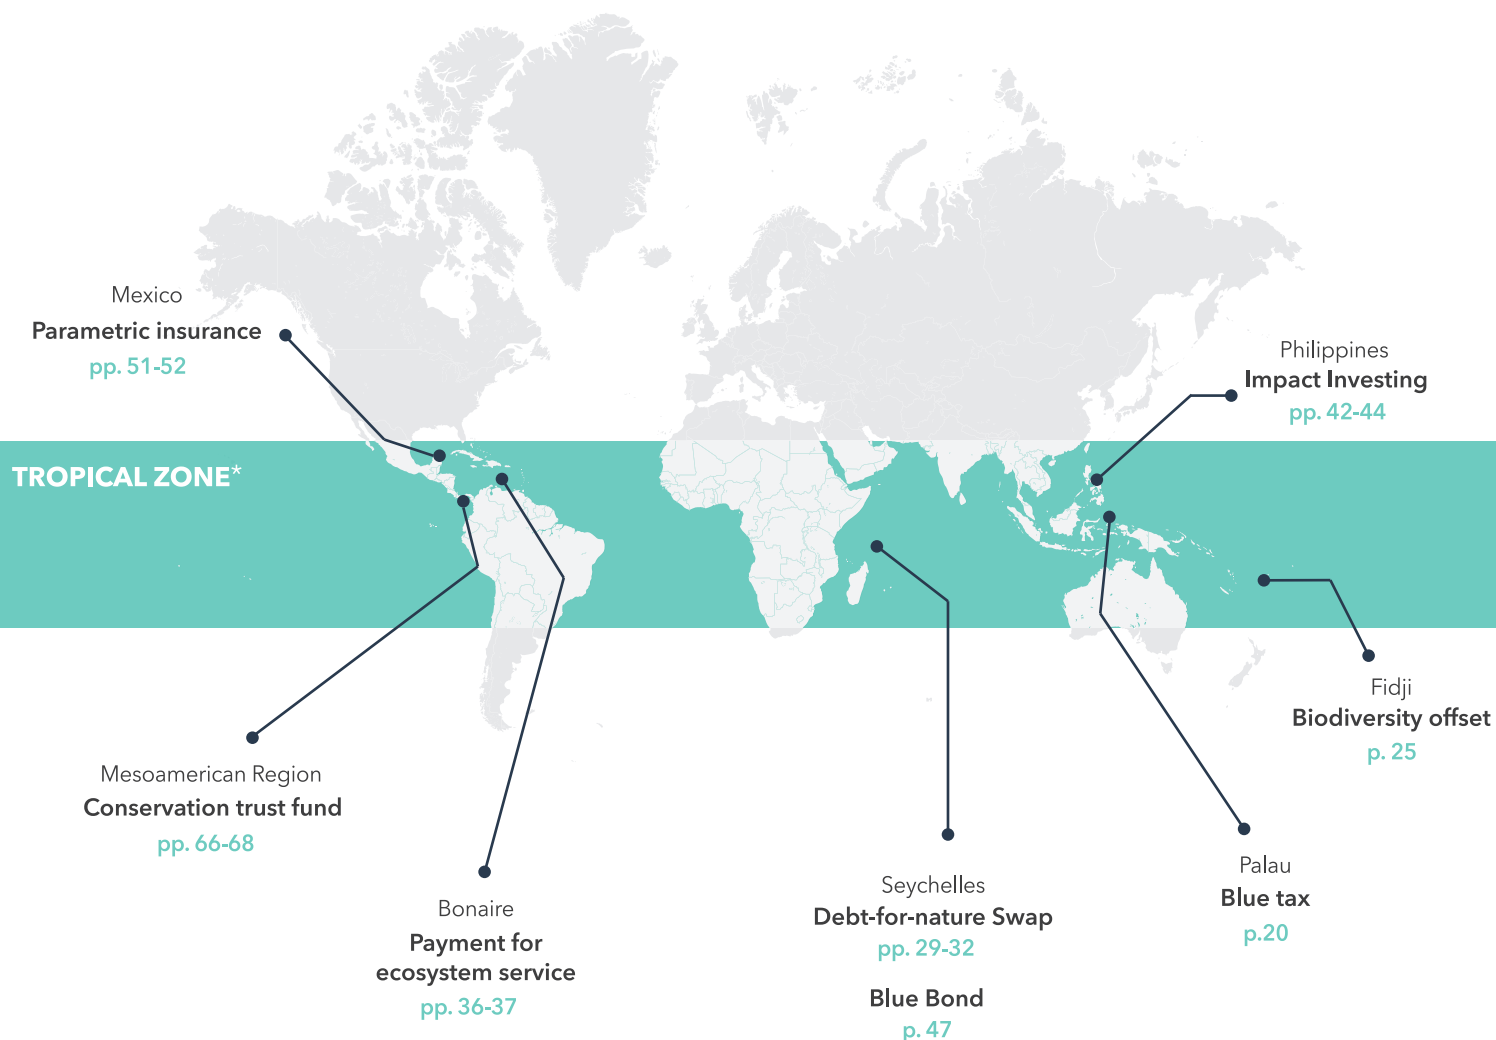 Mexico
Parametric insurance
pp. 51-52
Philippines
Impact Investing
pp. 42-44
TROPICAL ZONE*
Fidji
Biodiversity offset
p. 25
Mesoamerican Region
Conservation trust fund
pp. 66-68
Bonaire
Payment for
ecosystem service
pp. 36-37
Seychelles
Debt-for-nature Swap
pp. 29-32
Blue Bond
p. 47
Palau
Blue tax
p.20